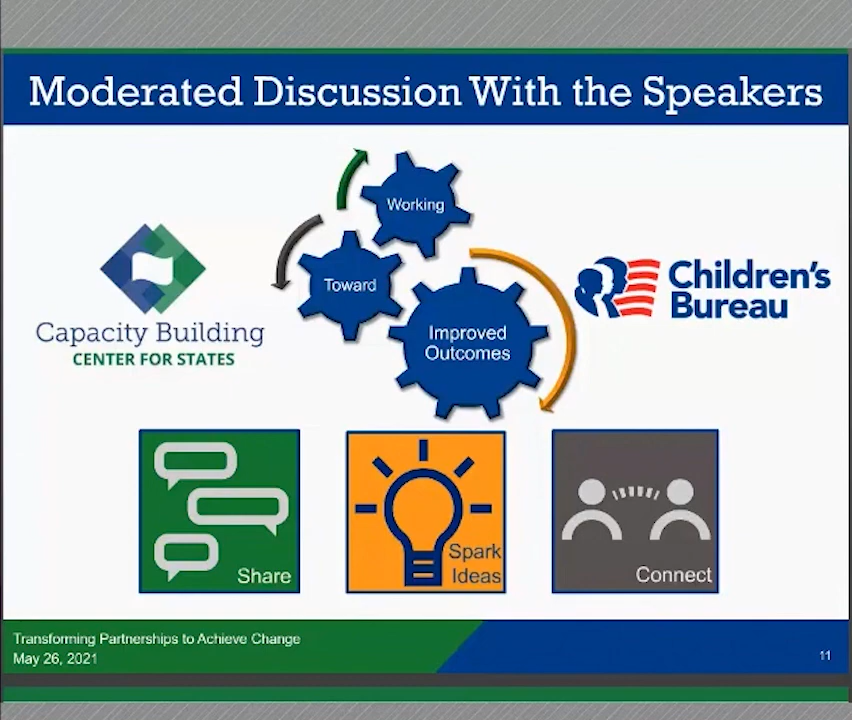 Moderated Discussion With the Speakers
Working
Toward
Improved
Outcomes
Capacity Building
CENTER FOR STATES
Children's
Bureau
Share
Spark
Ideas
Connect
Transforming Partnerships to Achieve Change
May 26, 2021
11